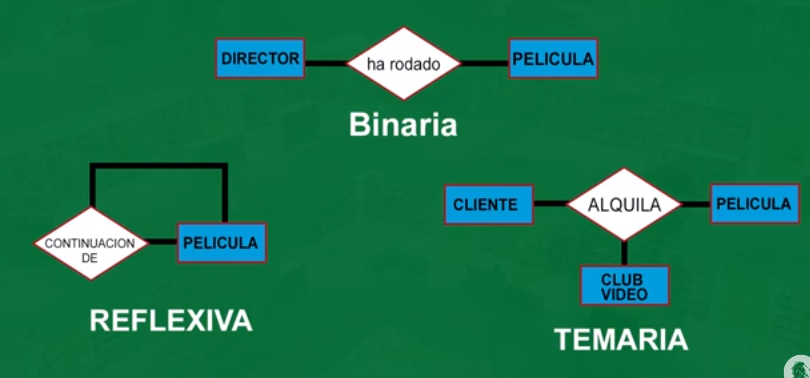 DIRECTOR
ha rodado
PELICULA
Binaria
CONTINUACION
DE
PELICULA
REFLEXIVA
CLIENTE
ALQUILA
PELICULA
CLUB
VIDEO
TEMARIA